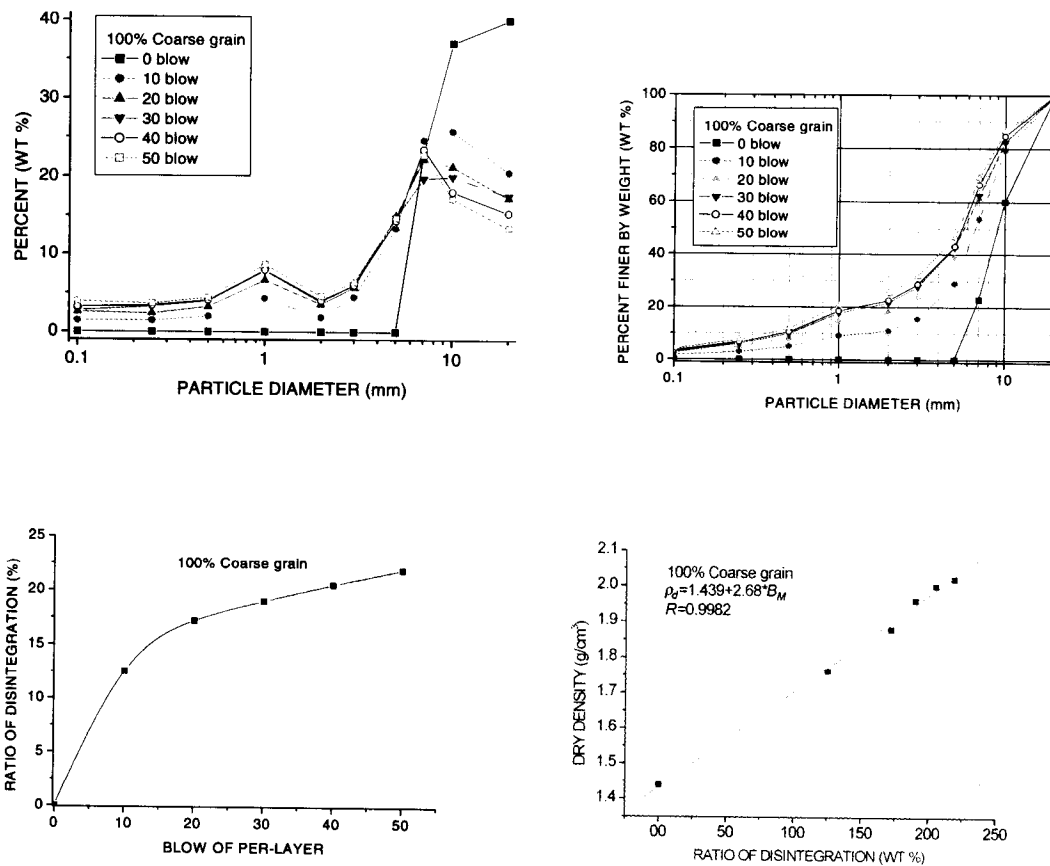 100% Coarse grain
0 blow
10 blow
20 blow
30 blow
40 blow
50 blow
PERCENT (WT %)
40
30
20
10
0
0.1
1
10
PARTICLE DIAMETER (mm)
100% Coarse grain
0 blow
10 blow
20 blow
30 blow
40 blow
50 blow
PERCENT FINER BY WEIGHT (WT %)
100
80
60
40
20
0
0.1
1
10
PARTICLE DIAMETER (mm)
100% Coarse grain
RATIO OF DISINTEGRATION (%)
25
20
15
10
5
0
0
10
20
30
40
50
BLOW OF PER-LAYER
100% Coarse grain
ρd=1.439+2.68*BM
R=0.9982
DRY DENSITY (g/cm³)
2.1
2.0
1.9
1.8
1.7
1.6
1.5
1.4
00
50
100
150
200
250
RATIO OF DISINTEGRATION (WT %)